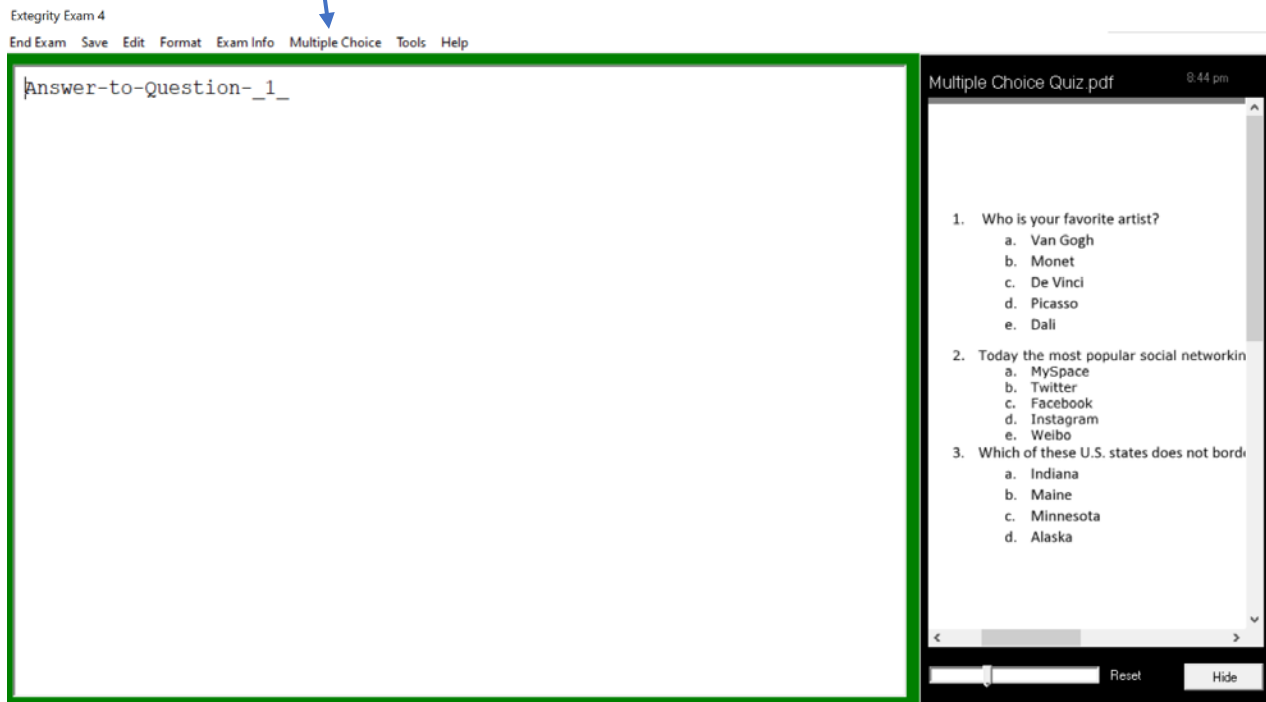 Extegrity Exam 4
End Exam Save Edit Format Exam Info Multiple Choice Tools Help
Answer-to-Question-_1_
Multiple Choice Quiz.pdf 8:44 pm
1. Who is your favorite artist?
a. Van Gogh
b. Monet
c. De Vinci
d. Picasso
e. Dali
2. Today the most popular social networkin
a. MySpace
b. Twitter
c. Facebook
d. Instagram
e. Weibo
3. Which of these U.S. states does not bord
a. Indiana
b. Maine
c. Minnesota
d. Alaska
Reset Hide